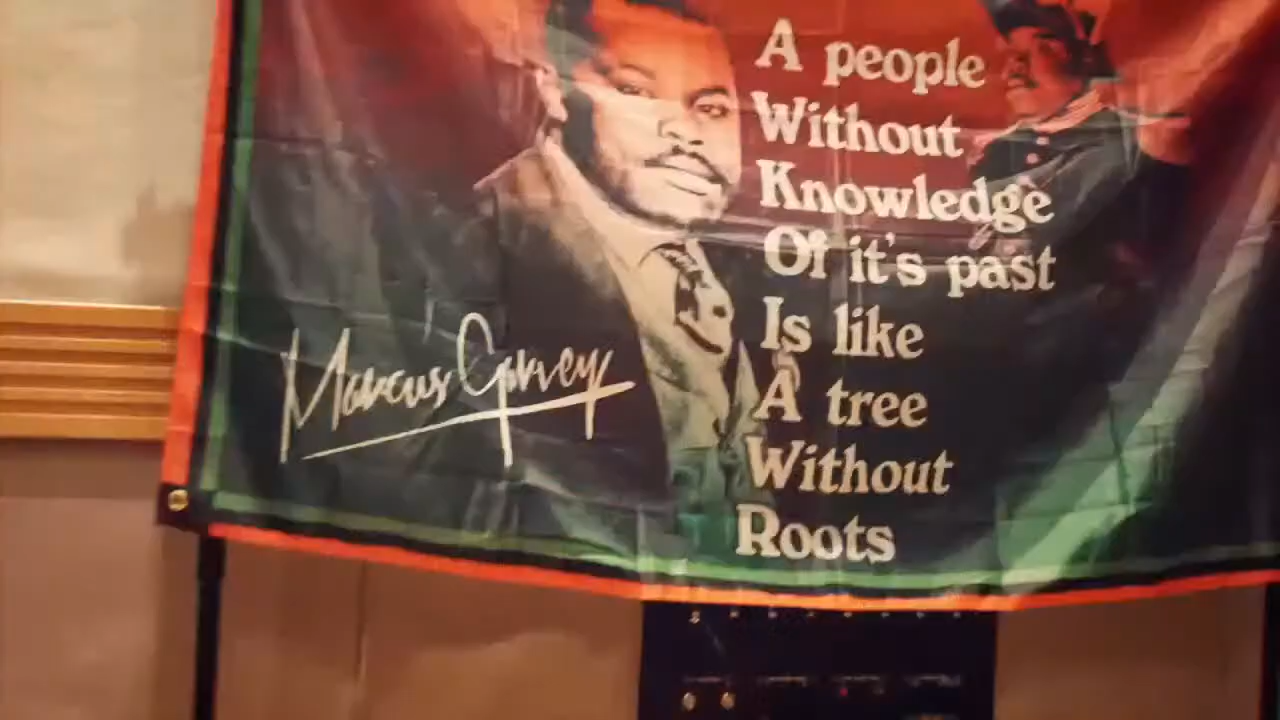 A people
Without
Knowledge
Of it's past
Is like
A tree
Without
Roots
Marcus Garvey